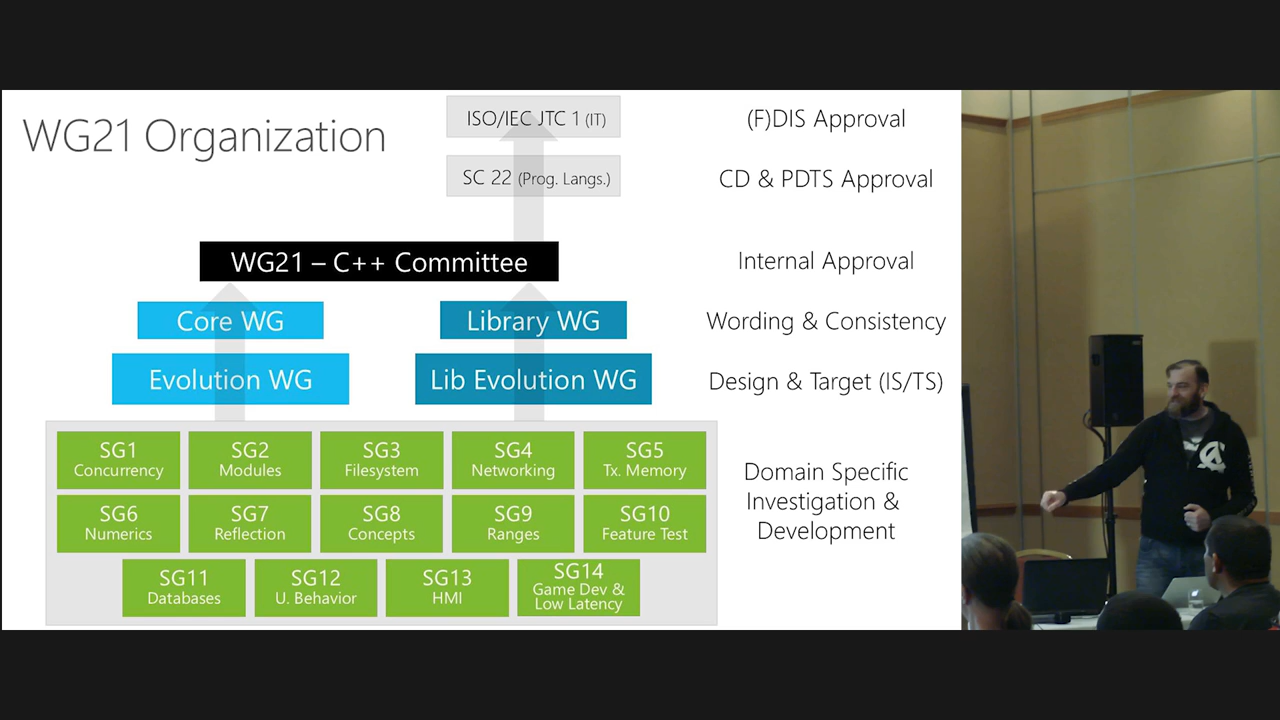 WG21 Organization
ISO/IEC JTC 1 (IT)
(F)DIS Approval
SC 22 (Prog. Langs.)
CD & PDTS Approval
WG21 – C++ Committee
Internal Approval
Core WG
Library WG
Wording & Consistency
Evolution WG
Lib Evolution WG
Design & Target (IS/TS)
SG1
Concurrency
SG2
Modules
SG3
Filesystem
SG4
Networking
SG5
Tx. Memory
SG6
Numerics
SG7
Reflection
SG8
Concepts
SG9
Ranges
SG10
Feature Test
SG11
Databases
SG12
U. Behavior
SG13
HMI
SG14
Game Dev &
Low Latency
Domain Specific
Investigation &
Development